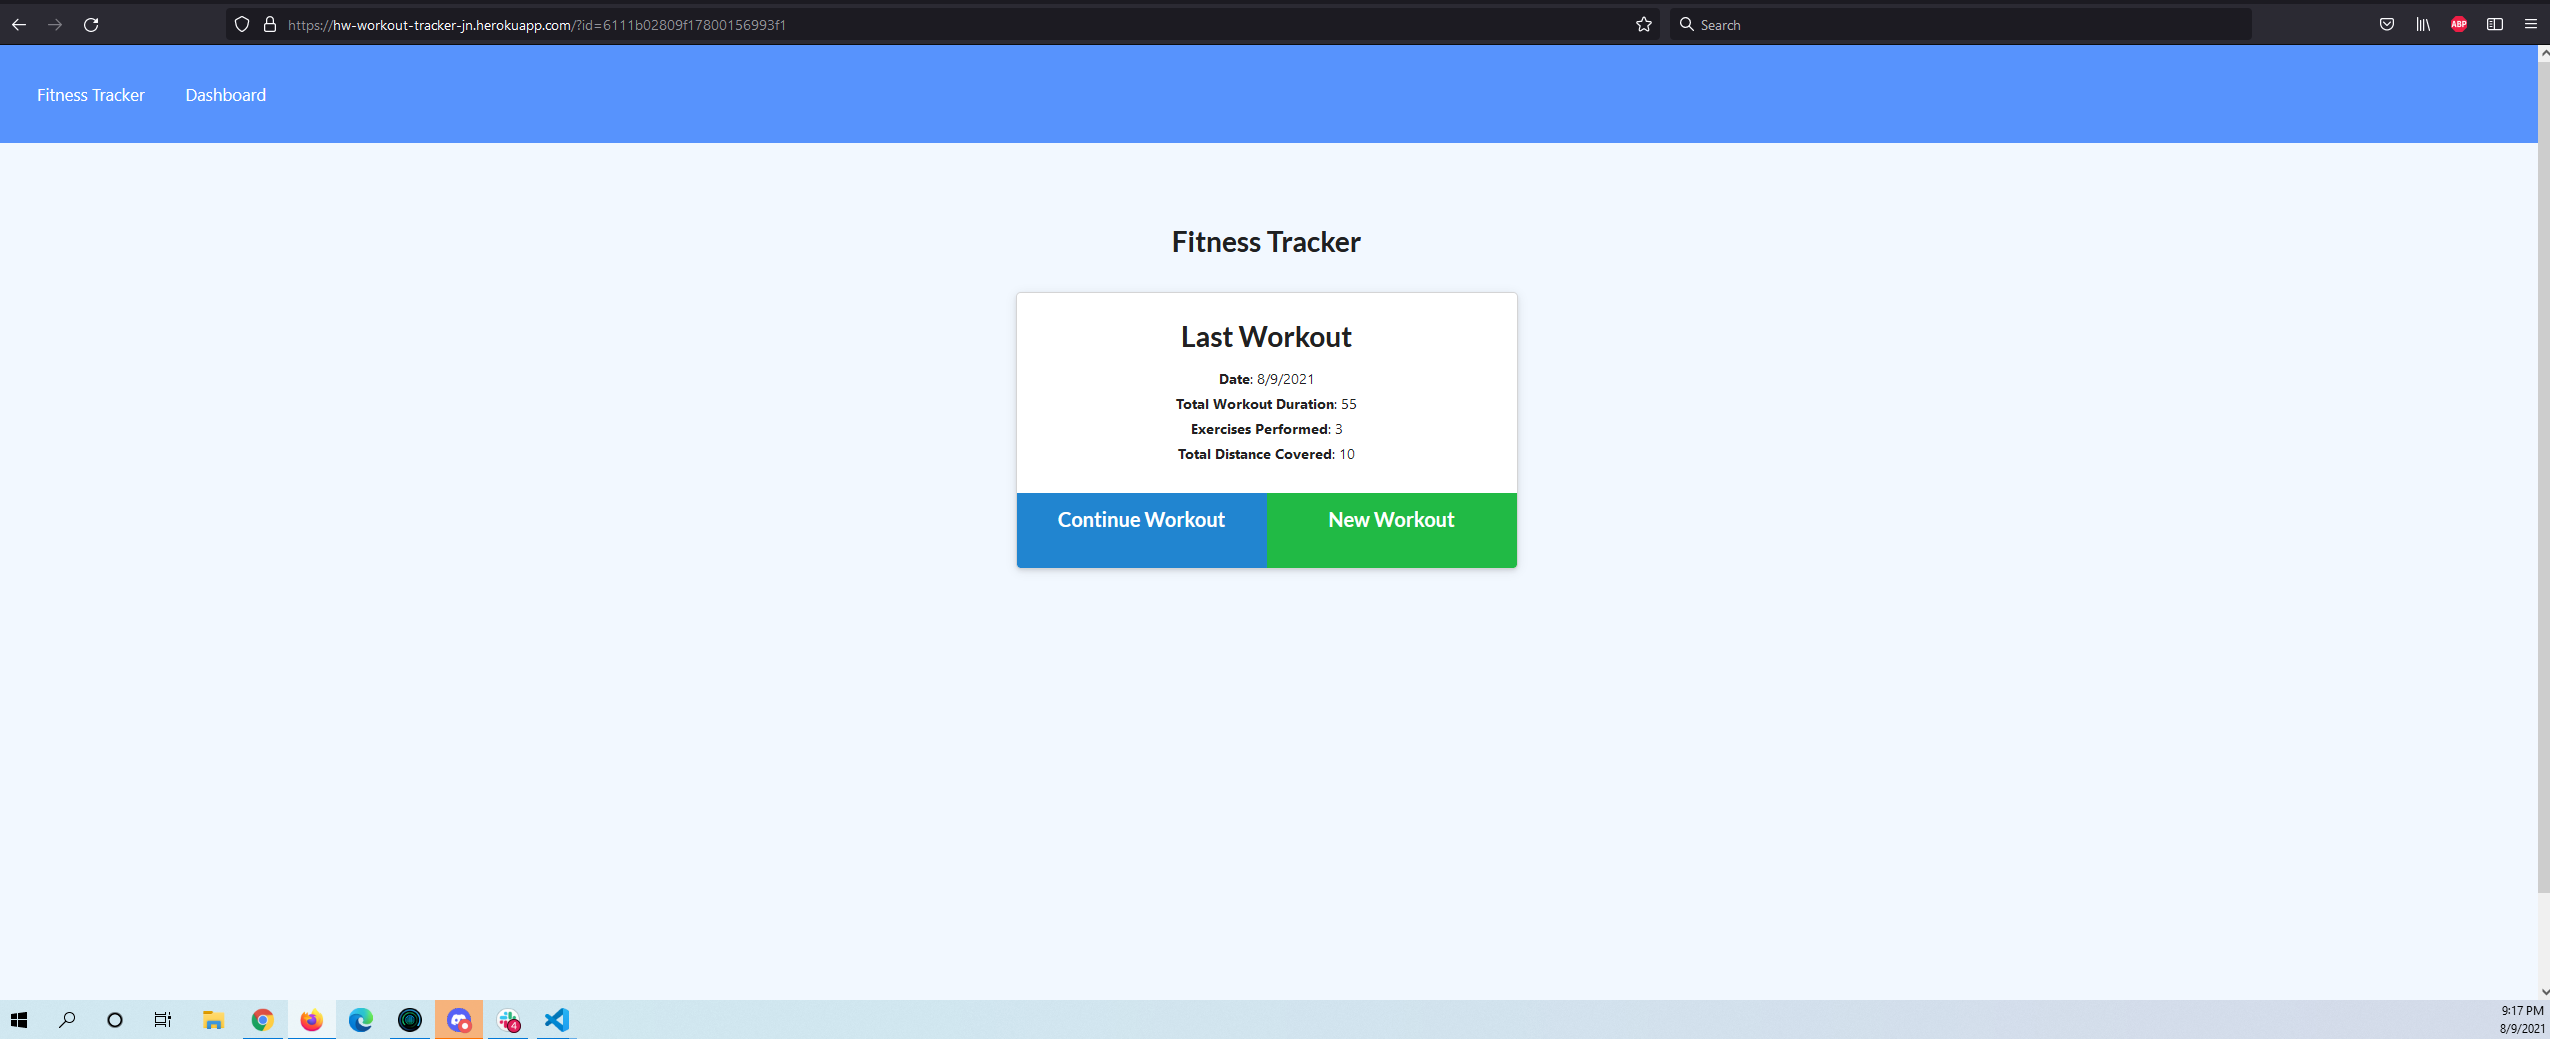 https://hw-workout-tracker-jn.herokuapp.com/?id=6111b02809f17800156993f1
Search
ABP
Fitness Tracker
Dashboard
Fitness Tracker
Last Workout
Date: 8/9/2021
Total Workout Duration: 55
Exercises Performed: 3
Total Distance Covered: 10
Continue Workout
New Workout
4
9:17 PM
8/9/2021